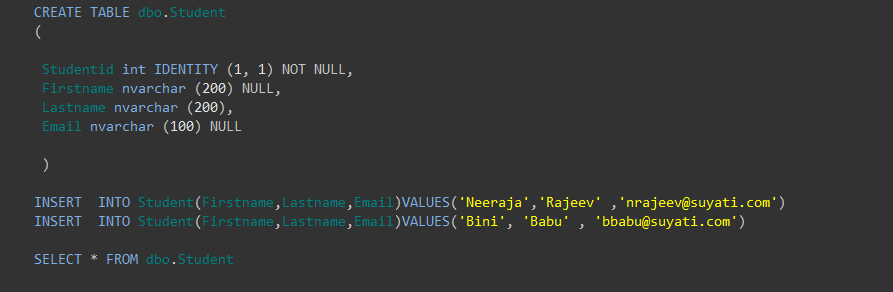 CREATE TABLE dbo.Student
(
Studentid int IDENTITY (1, 1) NOT NULL,
Firstname nvarchar (200) NULL,
Lastname nvarchar (200),
Email nvarchar (100) NULL
)
INSERT  INTO Student(Firstname,Lastname,Email)VALUES('Neeraja','Rajeev' ,'nrajeev@suyati.com')
INSERT  INTO Student(Firstname,Lastname,Email)VALUES('Bini', 'Babu' , 'bbabu@suyati.com')
SELECT * FROM dbo.Student